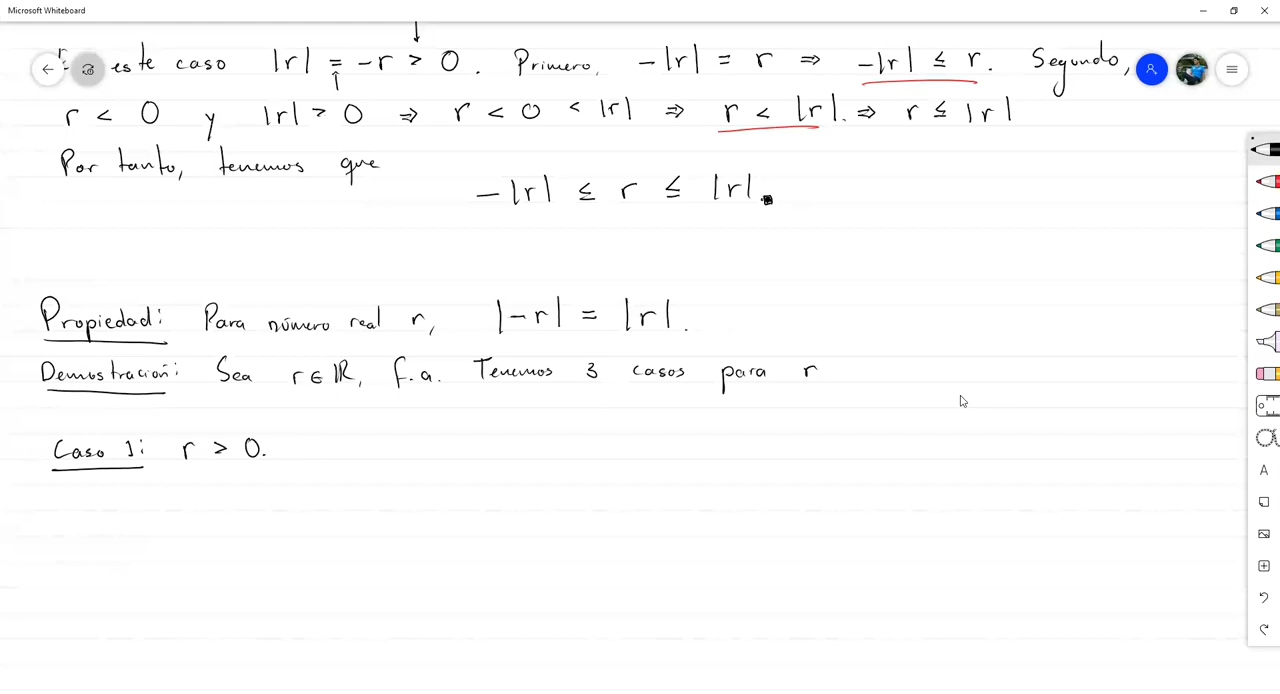 Microsoft Whiteboard
este caso |r| = -r > 0. Primero, -|r| = r ⇒ -|r| ≤ r. Segundo,
r < 0 y |r| > 0 ⇒ r < 0 < |r| ⇒ r < |r|. ⇒ r ≤ |r|
Por tanto, tenemos que
-|r| ≤ r ≤ |r|.
Propiedad: Para número real r, |-r| = |r|.
Demostración: Sea r ∈ ℝ, f.a. Tenemos 3 casos para r
Caso 1: r > 0.
A